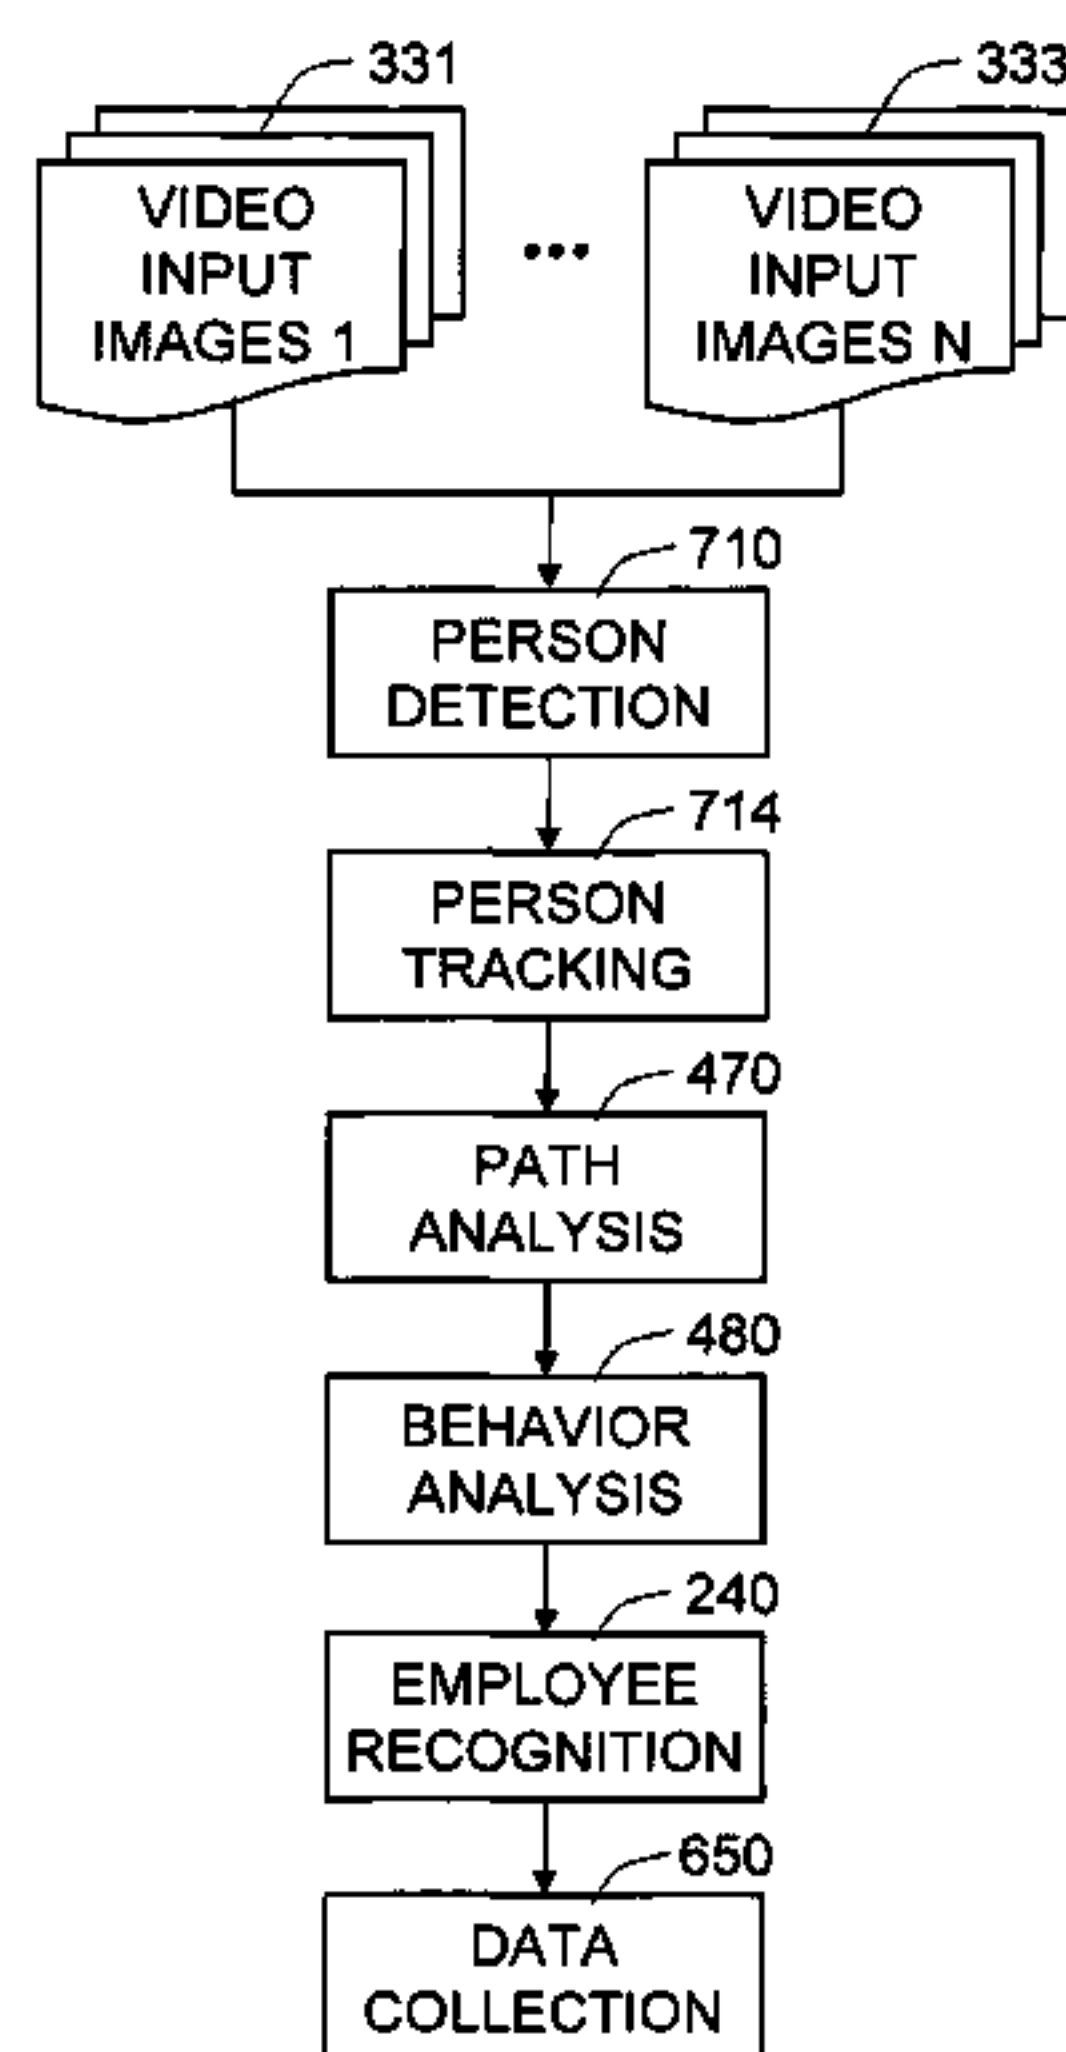 331
333
VIDEO
INPUT
IMAGES 1
...
VIDEO
INPUT
IMAGES N
710
PERSON
DETECTION
714
PERSON
TRACKING
470
PATH
ANALYSIS
480
BEHAVIOR
ANALYSIS
240
EMPLOYEE
RECOGNITION
650
DATA
COLLECTION